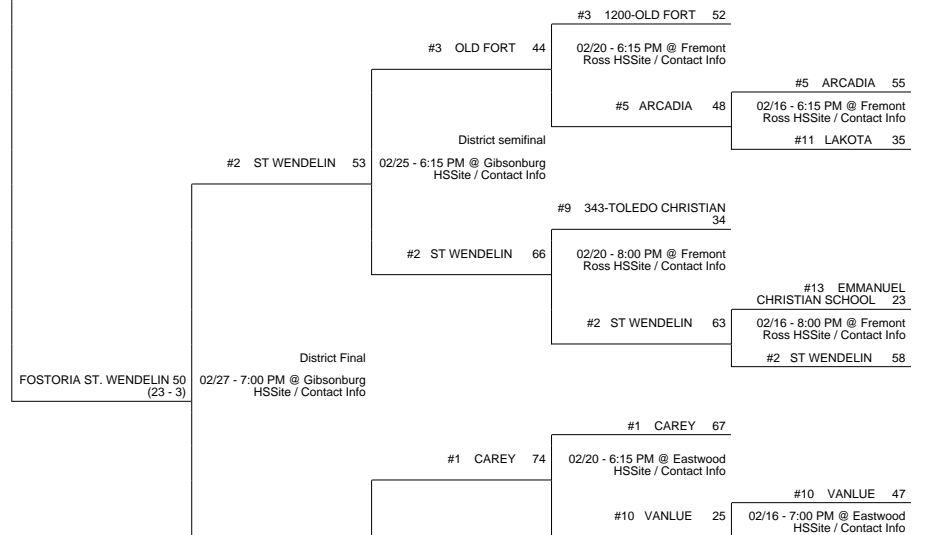 #3 1200-OLD FORT 52
#3 OLD FORT 44
02/20 - 6:15 PM @ Fremont
Ross HSSite / Contact Info
#5 ARCADIA 55
#5 ARCADIA 48
02/16 - 6:15 PM @ Fremont
Ross HSSite / Contact Info
#11 LAKOTA 35
District semifinal
#2 ST WENDELIN 53
02/25 - 6:15 PM @ Gibsonburg
HSSite / Contact Info
#9 343-TOLEDO CHRISTIAN
34
#2 ST WENDELIN 66
02/20 - 8:00 PM @ Fremont
Ross HSSite / Contact Info
#13 EMMANUEL
CHRISTIAN SCHOOL 23
#2 ST WENDELIN 63
02/16 - 8:00 PM @ Fremont
Ross HSSite / Contact Info
#2 ST WENDELIN 58
District Final
FOSTORIA ST. WENDELIN 50
(23 - 3)
02/27 - 7:00 PM @ Gibsonburg
HSSite / Contact Info
#1 CAREY 67
#1 CAREY 74
02/20 - 6:15 PM @ Eastwood
HSSite / Contact Info
#10 VANLUE 47
#10 VANLUE 25
02/16 - 7:00 PM @ Eastwood
HSSite / Contact Info